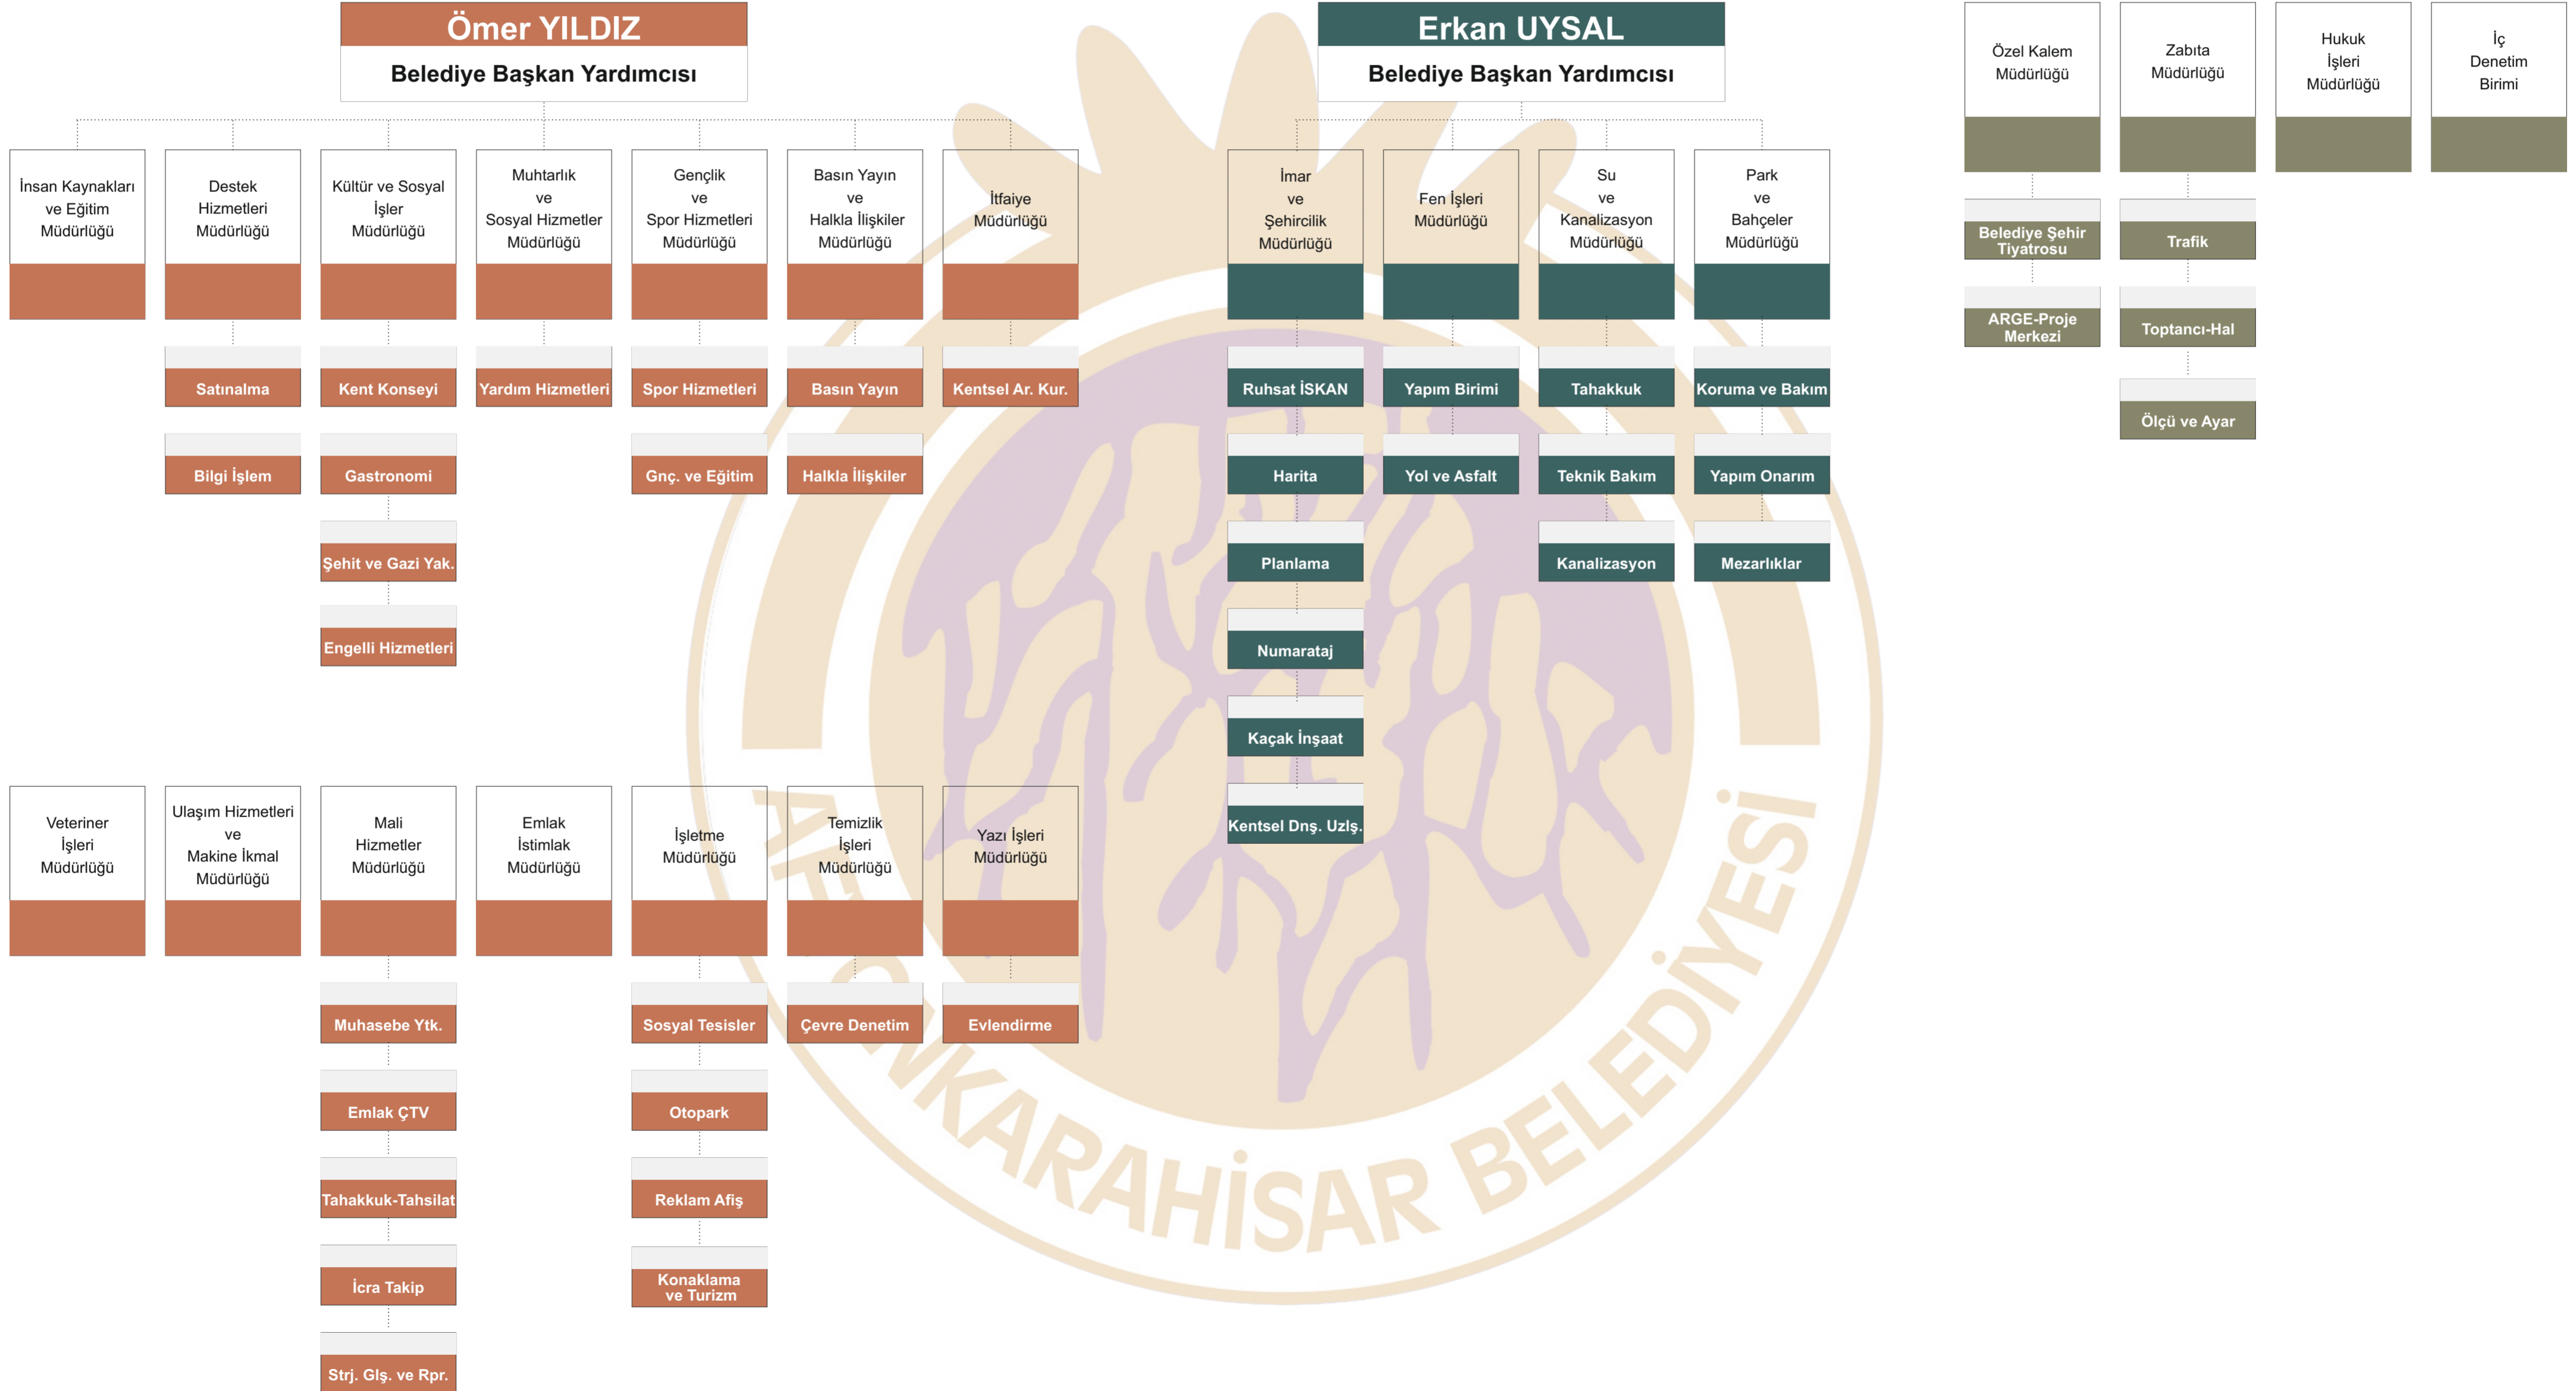 Ömer YILDIZ
Belediye Başkan Yardımcısı
Erkan UYSAL
Belediye Başkan Yardımcısı
Özel Kalem
Müdürlüğü
Zabıta
Müdürlüğü
Hukuk
İşleri
Müdürlüğü
İç
Denetim
Birimi
Belediye Şehir
Tiyatrosu
ARGE-Proje
Merkezi
Trafik
Toptancı-Hal
Ölçü ve Ayar
İnsan Kaynakları
ve Eğitim
Müdürlüğü
Destek
Hizmetleri
Müdürlüğü
Satınalma
Bilgi İşlem
Kültür ve Sosyal
İşler
Müdürlüğü
Kent Konseyi
Gastronomi
Şehit ve Gazi Yak.
Engelli Hizmetleri
Muhtarlık
ve
Sosyal Hizmetler
Müdürlüğü
Yardım Hizmetleri
Gençlik
ve
Spor Hizmetleri
Müdürlüğü
Spor Hizmetleri
Gnç. ve Eğitim
Basın Yayın
ve
Halkla İlişkiler
Müdürlüğü
Basın Yayın
Halkla İlişkiler
İtfaiye
Müdürlüğü
Kentsel Ar. Kur.
İmar
ve
Şehircilik
Müdürlüğü
Ruhsat İSKAN
Harita
Planlama
Numarataj
Kaçak İnşaat
Kentsel Dnş. Uzlş.
Fen İşleri
Müdürlüğü
Yapım Birimi
Yol ve Asfalt
Su
ve
Kanalizasyon
Müdürlüğü
Tahakkuk
Teknik Bakım
Kanalizasyon
Park
ve
Bahçeler
Müdürlüğü
Koruma ve Bakım
Yapım Onarım
Mezarlıklar
Veteriner
İşleri
Müdürlüğü
Ulaşım Hizmetleri
ve
Makine İkmal
Müdürlüğü
Mali
Hizmetler
Müdürlüğü
Muhasebe Ytk.
Emlak ÇTV
Tahakkuk-Tahsilat
İcra Takip
Strj. Glş. ve Rpr.
Emlak
İstimlak
Müdürlüğü
İşletme
Müdürlüğü
Sosyal Tesisler
Otopark
Reklam Afiş
Konaklama
ve Turizm
Temizlik
İşleri
Müdürlüğü
Çevre Denetim
Yazı İşleri
Müdürlüğü
Evlendirme
AFYONKARAHİSAR BELEDİYESİ